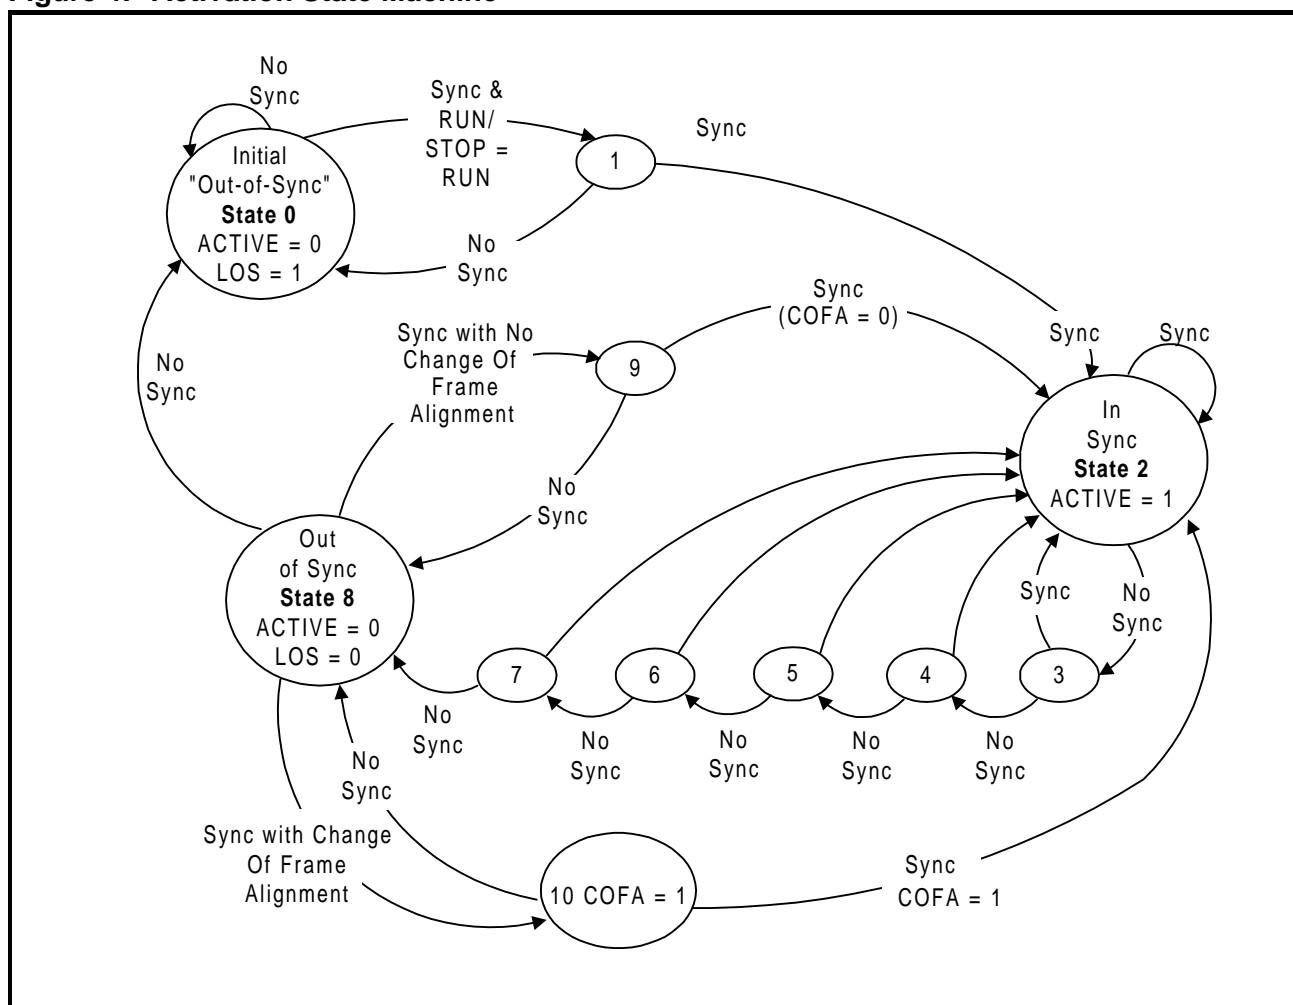 Figure 4. Activation State Machine
No
Sync
Sync &
RUN/
STOP =
RUN
Sync
1
Initial
"Out-of-Sync"
State 0
ACTIVE = 0
LOS = 1
No
Sync
Sync
(COFA = 0)
Sync with No
Change Of
Frame
Alignment
9
Sync
Sync
No
Sync
In
Sync
State 2
ACTIVE = 1
No
Sync
Out
of Sync
State 8
ACTIVE = 0
LOS = 0
Sync
No
Sync
7
6
5
4
3
No
Sync
No
Sync
No
Sync
No
Sync
No
Sync
No
Sync
Sync with Change
Of Frame
Alignment
10 COFA = 1
Sync
COFA = 1